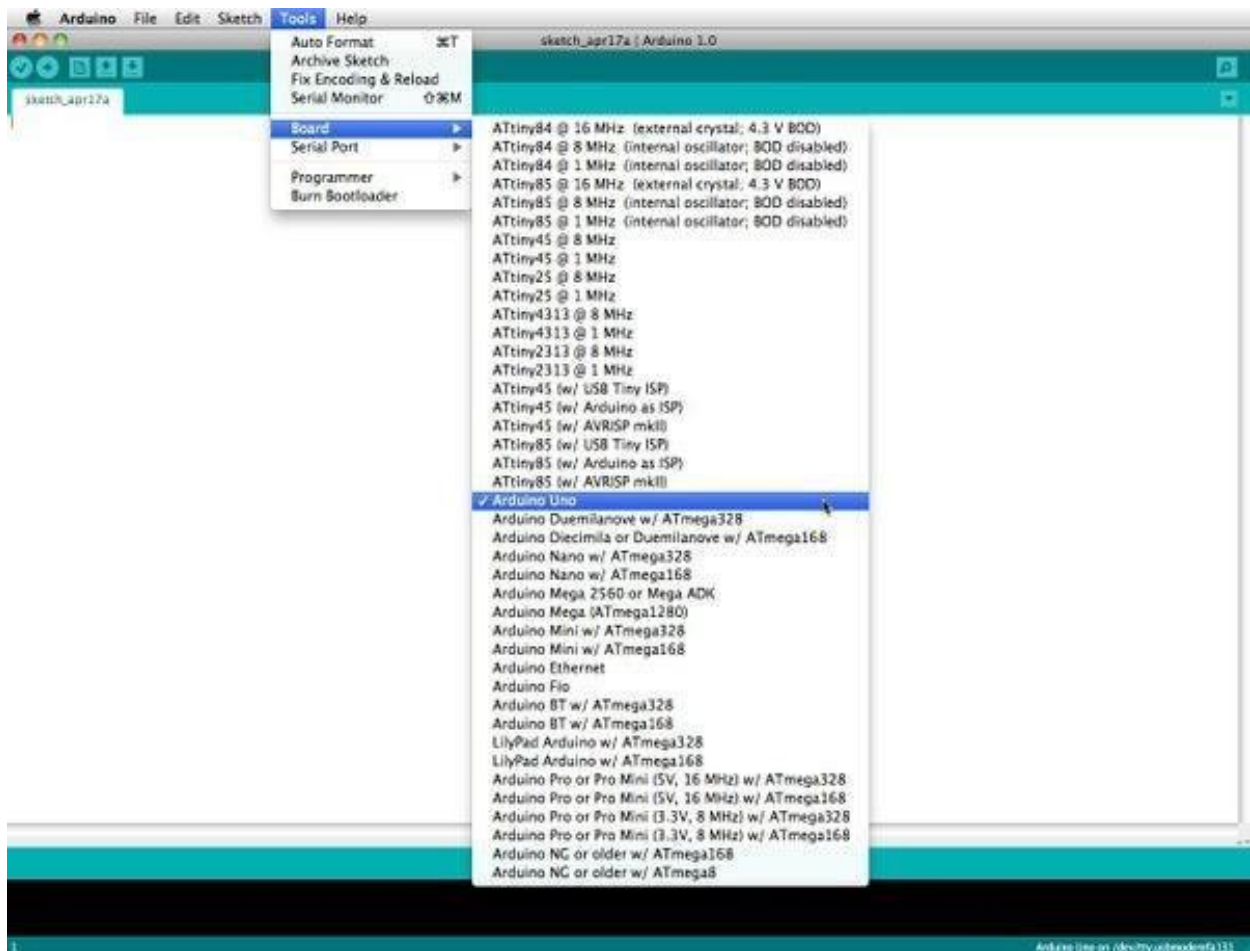 Arduino File Edit Sketch Tools Help
sketch_apr17a | Arduino 1.0
sketch_apr17a
Auto Format ⌘T
Archive Sketch
Fix Encoding & Reload
Serial Monitor ⇧⌘M
Board
Serial Port
Programmer
Burn Bootloader
ATtiny84 @ 16 MHz (external crystal; 4.3 V BOD)
ATtiny84 @ 8 MHz (internal oscillator; BOD disabled)
ATtiny84 @ 1 MHz (internal oscillator; BOD disabled)
ATtiny85 @ 16 MHz (external crystal; 4.3 V BOD)
ATtiny85 @ 8 MHz (internal oscillator; BOD disabled)
ATtiny85 @ 1 MHz (internal oscillator; BOD disabled)
ATtiny45 @ 8 MHz
ATtiny45 @ 1 MHz
ATtiny25 @ 8 MHz
ATtiny25 @ 1 MHz
ATtiny4313 @ 8 MHz
ATtiny4313 @ 1 MHz
ATtiny2313 @ 8 MHz
ATtiny2313 @ 1 MHz
ATtiny45 (w/ USB Tiny ISP)
ATtiny45 (w/ Arduino as ISP)
ATtiny45 (w/ AVRISP mkII)
ATtiny85 (w/ USB Tiny ISP)
ATtiny85 (w/ Arduino as ISP)
ATtiny85 (w/ AVRISP mkII)
✓ Arduino Uno
Arduino Duemilanove w/ ATmega328
Arduino Diecimila or Duemilanove w/ ATmega168
Arduino Nano w/ ATmega328
Arduino Nano w/ ATmega168
Arduino Mega 2560 or Mega ADK
Arduino Mega (ATmega1280)
Arduino Mini w/ ATmega328
Arduino Mini w/ ATmega168
Arduino Ethernet
Arduino Fio
Arduino BT w/ ATmega328
Arduino BT w/ ATmega168
LilyPad Arduino w/ ATmega328
LilyPad Arduino w/ ATmega168
Arduino Pro or Pro Mini (5V, 16 MHz) w/ ATmega328
Arduino Pro or Pro Mini (5V, 16 MHz) w/ ATmega168
Arduino Pro or Pro Mini (3.3V, 8 MHz) w/ ATmega328
Arduino Pro or Pro Mini (3.3V, 8 MHz) w/ ATmega168
Arduino NG or older w/ ATmega168
Arduino NG or older w/ ATmega8
1
Arduino Uno on /dev/tty.usbmodemfa131